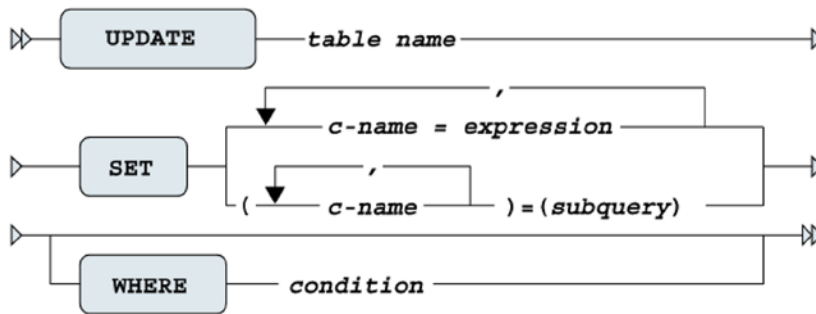 UPDATE table name
,
SET c-name = expression
,
( c-name )=(subquery)
WHERE condition